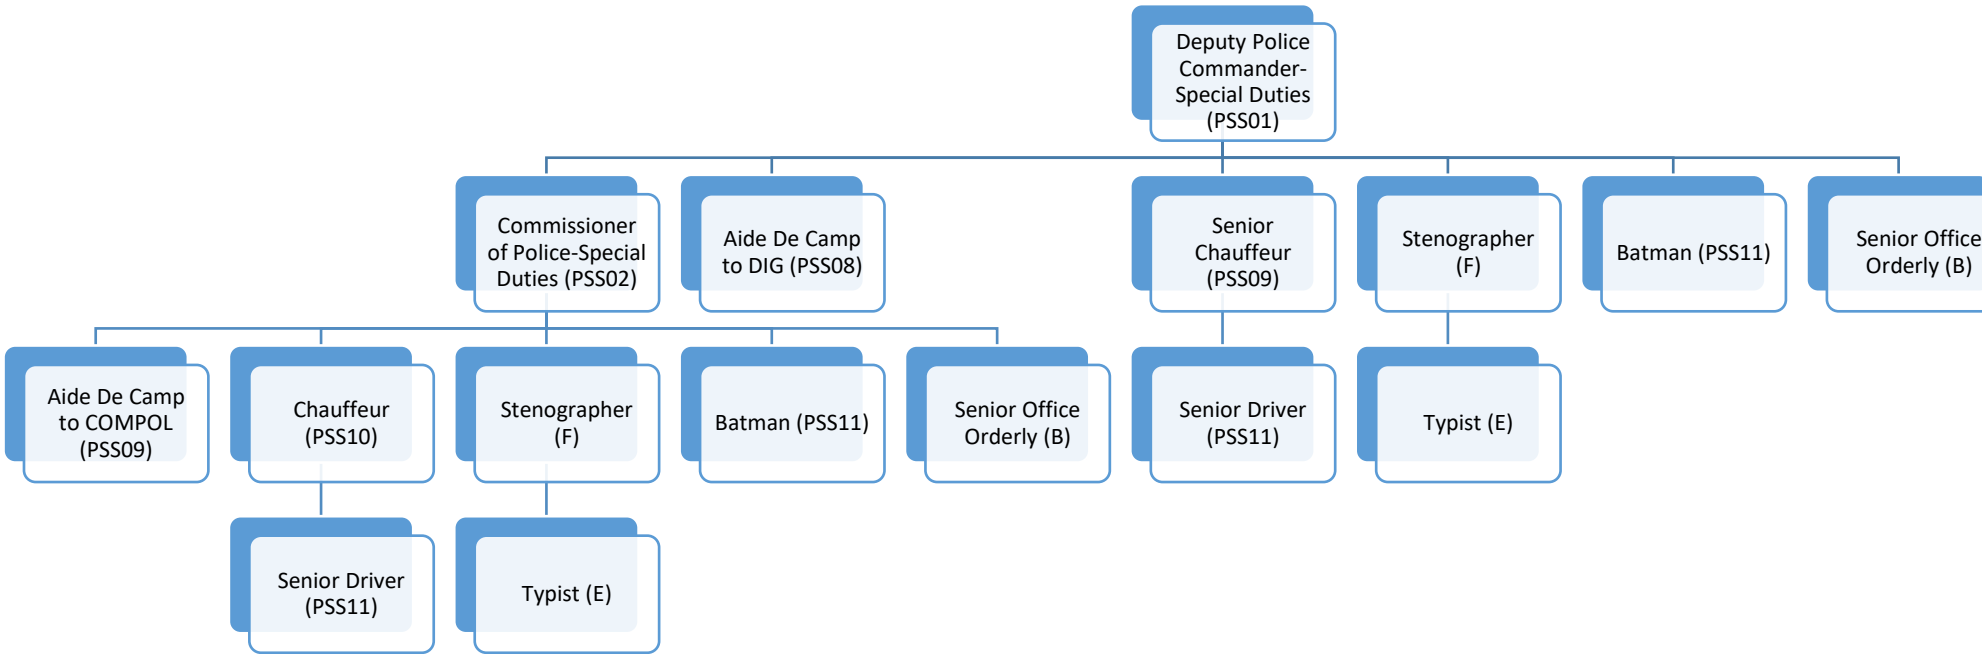 Deputy Police
Commander-
Special Duties
(PSS01)
Commissioner
of Police-Special
Duties (PSS02)
Aide De Camp
to DIG (PSS08)
Senior
Chauffeur
(PSS09)
Stenographer
(F)
Batman (PSS11)
Senior Office
Orderly (B)
Aide De Camp
to COMPOL
(PSS09)
Chauffeur
(PSS10)
Stenographer
(F)
Batman (PSS11)
Senior Office
Orderly (B)
Senior Driver
(PSS11)
Typist (E)
Senior Driver
(PSS11)
Typist (E)